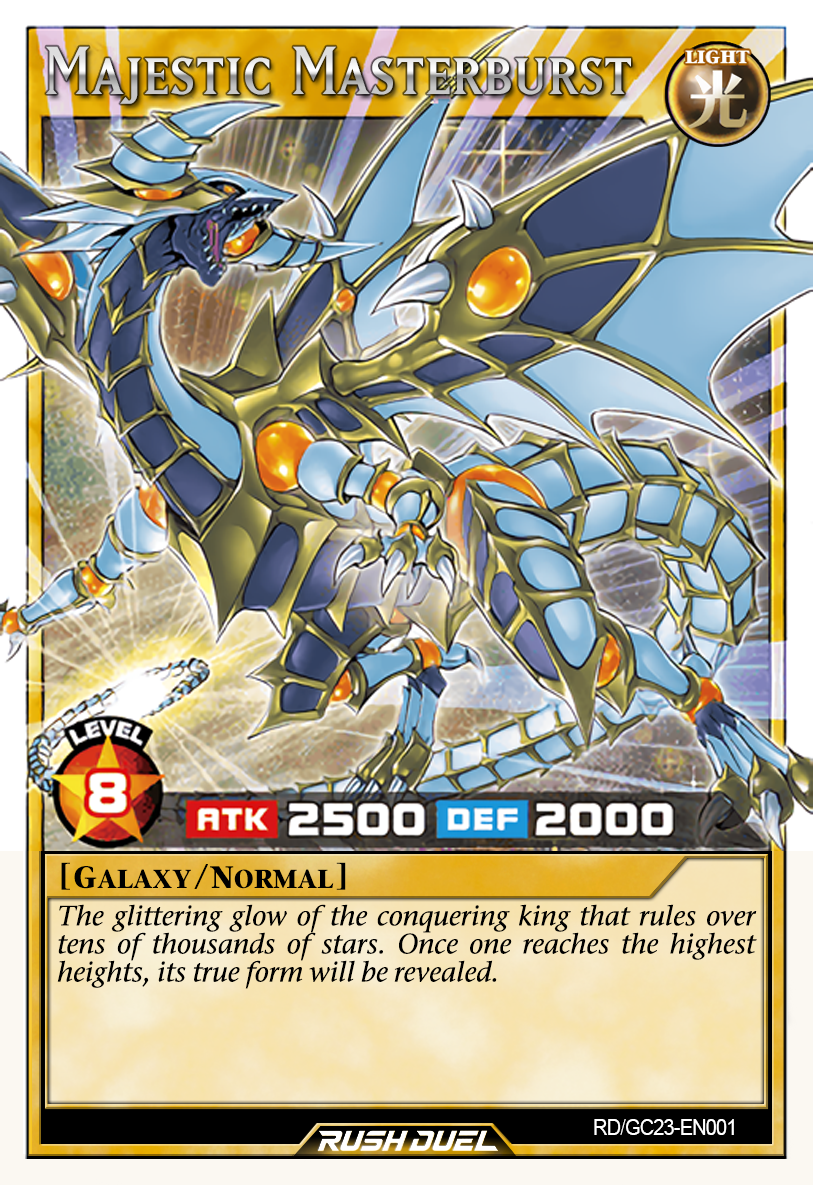 Majestic Masterburst
LIGHT
光
LEVEL
8
ATK 2500 DEF 2000
[Galaxy/Normal]
The glittering glow of the conquering king that rules over
tens of thousands of stars. Once one reaches the highest
heights, its true form will be revealed.
RD/GC23-EN001
RUSH DUEL